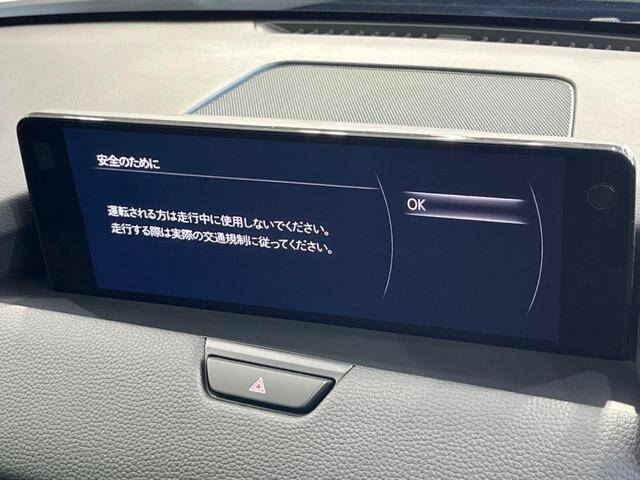 安全のために
運転される方は走行中に使用しないでください。
走行する際は実際の交通規制に従ってください。
OK